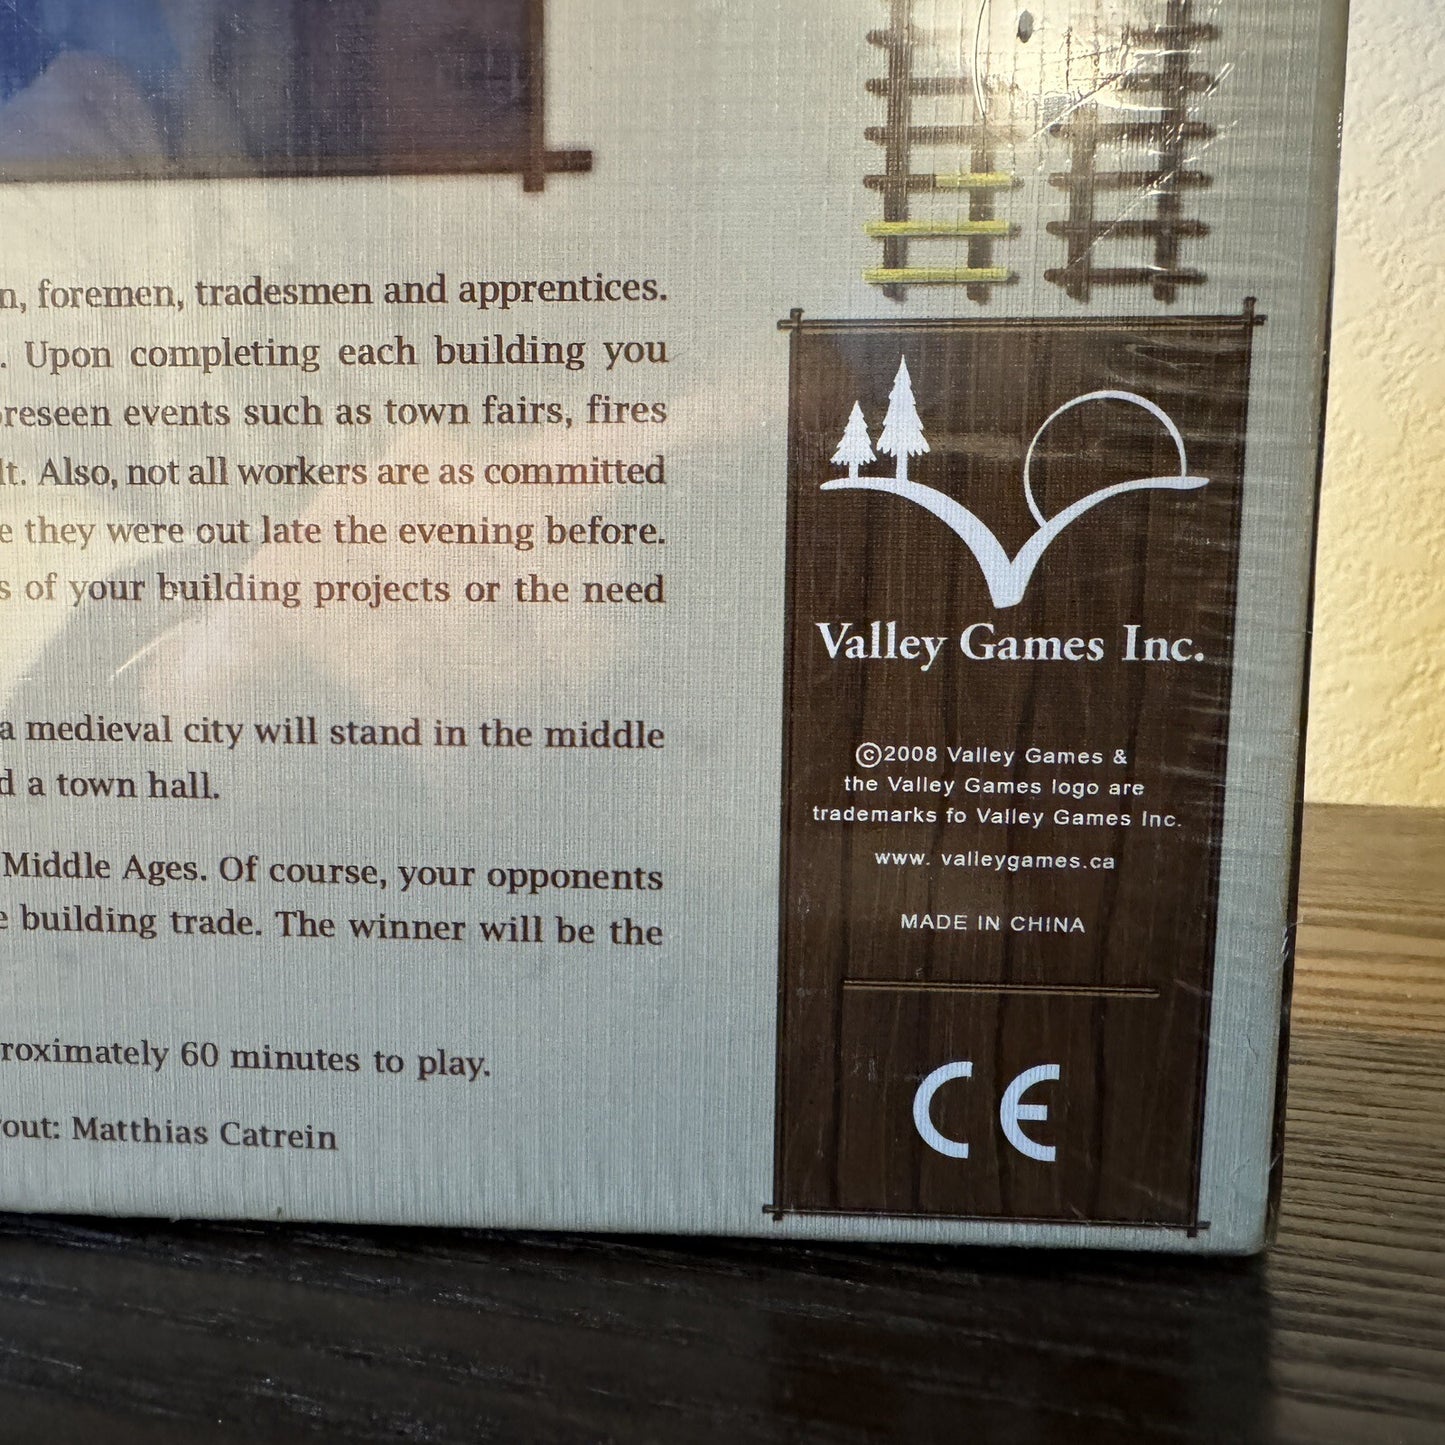 foremen, tradesmen and apprentices.
. Upon completing each building you
events such as town fairs, fires
Also, not all workers are as committed
they were out late the evening before.
of your building projects or the need
a medieval city will stand in the middle
a town hall.
Middle Ages. Of course, your opponents
building trade. The winner will be the
roximately 60 minutes to play.
out: Matthias Catrein
Valley Games Inc.
©2008 Valley Games &
the Valley Games logo are
trademarks fo Valley Games Inc.
www. valleygames.ca
MADE IN CHINA
CE